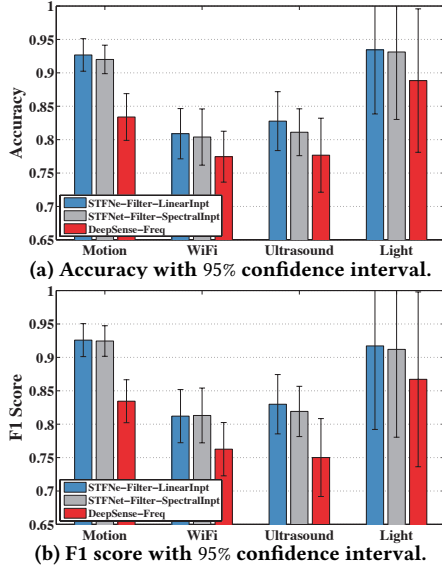 1
0.95
0.9
0.85
0.8
0.75
0.7
0.65
Accuracy
STFNe-Filter-LinearInpt
STFNet-Filter-SpectralInpt
DeepSense-Freq
Motion WiFi Ultrasound Light
(a) Accuracy with 95% confidence interval.
1
0.95
0.9
0.85
0.8
0.75
0.7
0.65
F1 Score
STFNe-Filter-LinearInpt
STFNet-Filter-SpectralInpt
DeepSense-Freq
Motion WiFi Ultrasound Light
(b) F1 score with 95% confidence interval.